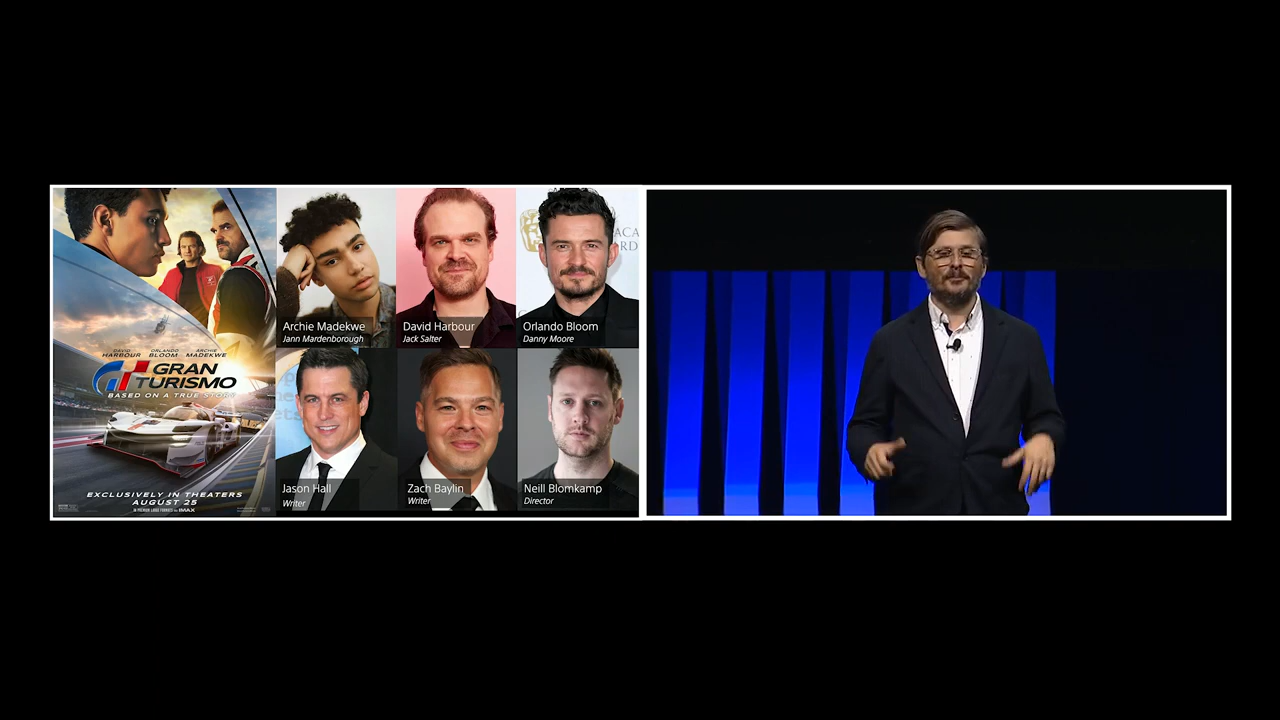 DAVID HARBOUR ORLANDO BLOOM ARCHIE MADEKWE
GRAN
TURISMO
BASED ON A TRUE STORY
EXCLUSIVELY IN THEATERS
AUGUST 25
IMAX
Archie Madekwe
Jann Mardenborough
David Harbour
Jack Salter
Orlando Bloom
Danny Moore
Jason Hall
Writer
Zach Baylin
Writer
Neill Blomkamp
Director